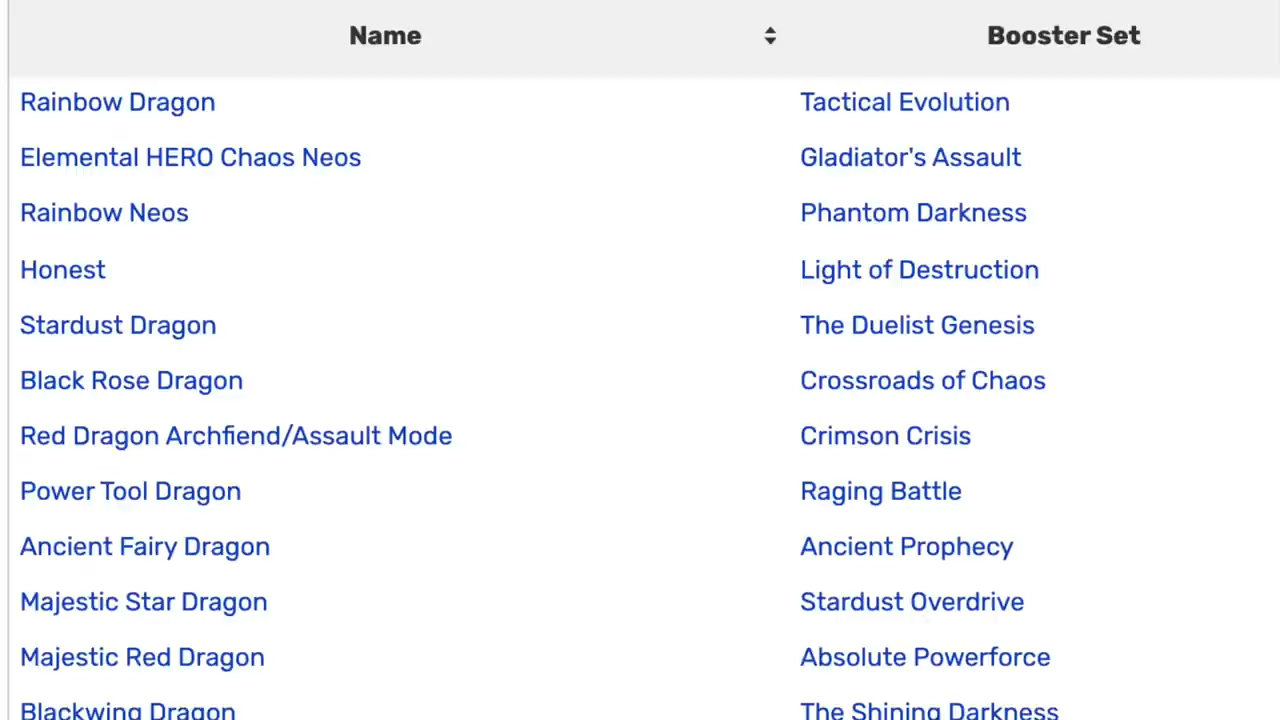 Name Booster Set
Rainbow Dragon Tactical Evolution
Elemental HERO Chaos Neos Gladiator's Assault
Rainbow Neos Phantom Darkness
Honest Light of Destruction
Stardust Dragon The Duelist Genesis
Black Rose Dragon Crossroads of Chaos
Red Dragon Archfiend/Assault Mode Crimson Crisis
Power Tool Dragon Raging Battle
Ancient Fairy Dragon Ancient Prophecy
Majestic Star Dragon Stardust Overdrive
Majestic Red Dragon Absolute Powerforce
Blackwing Dragon The Shining Darkness